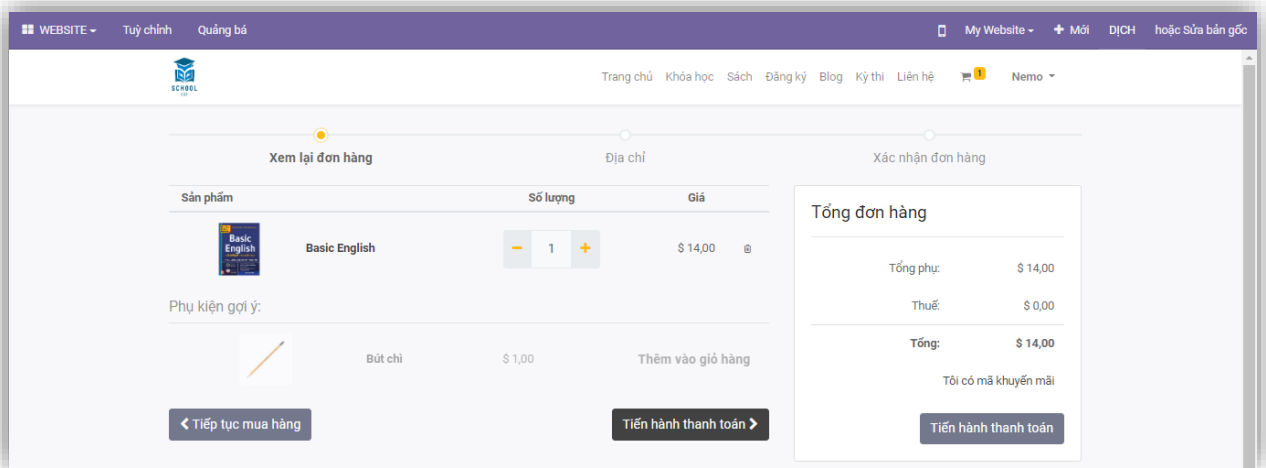 WEBSITE Tuỳ chỉnh Quảng bá My Website + Mới DỊCH hoặc Sửa bản gốc
SCHOOL
Trang chủ Khóa học Sách Đăng ký Blog Kỳ thi Liên hệ 1 Nemo
Xem lại đơn hàng Địa chỉ Xác nhận đơn hàng
Sản phẩm Số lượng Giá
Basic
English
Basic English − 1 + $ 14,00
Phụ kiện gợi ý:
Bút chì $ 1,00 Thêm vào giỏ hàng
Tiếp tục mua hàng Tiến hành thanh toán
Tổng đơn hàng
Tổng phụ: $ 14,00
Thuế: $ 0,00
Tổng: $ 14,00
Tôi có mã khuyến mãi
Tiến hành thanh toán